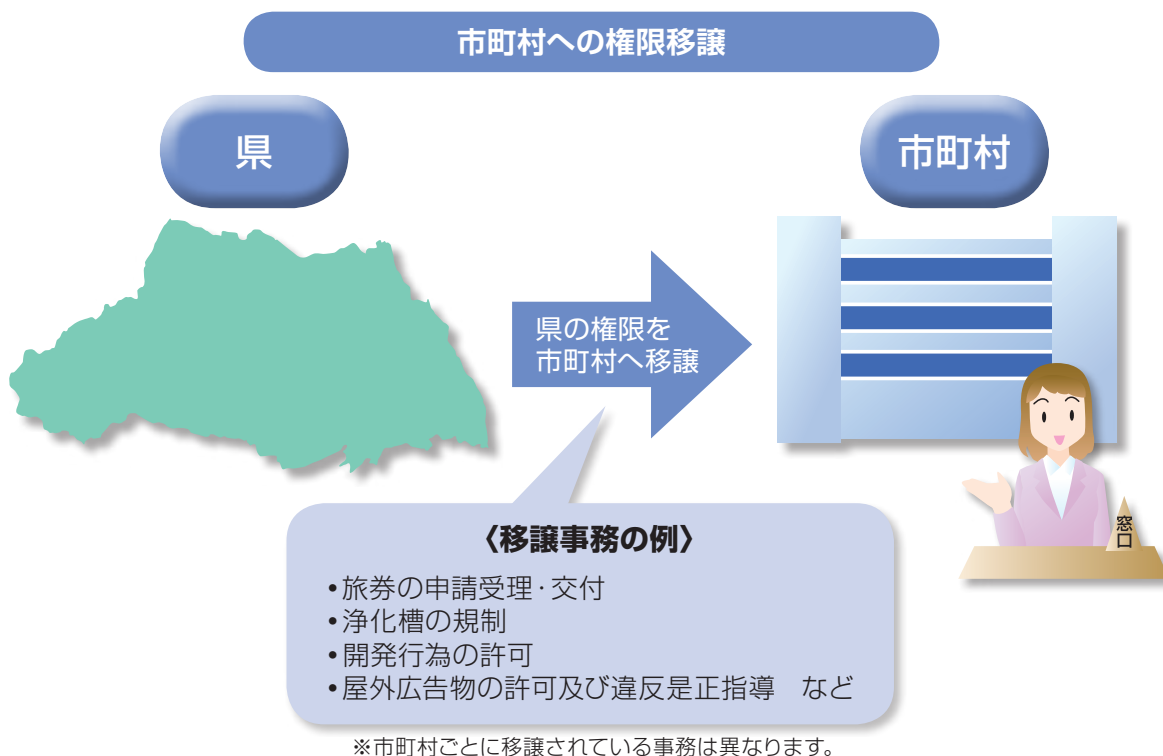 市町村への権限移譲
県
市町村
県の権限を
市町村へ移譲
窓口
〈移譲事務の例〉
•旅券の申請受理・交付
•浄化槽の規制
•開発行為の許可
•屋外広告物の許可及び違反是正指導　など
※市町村ごとに移譲されている事務は異なります。